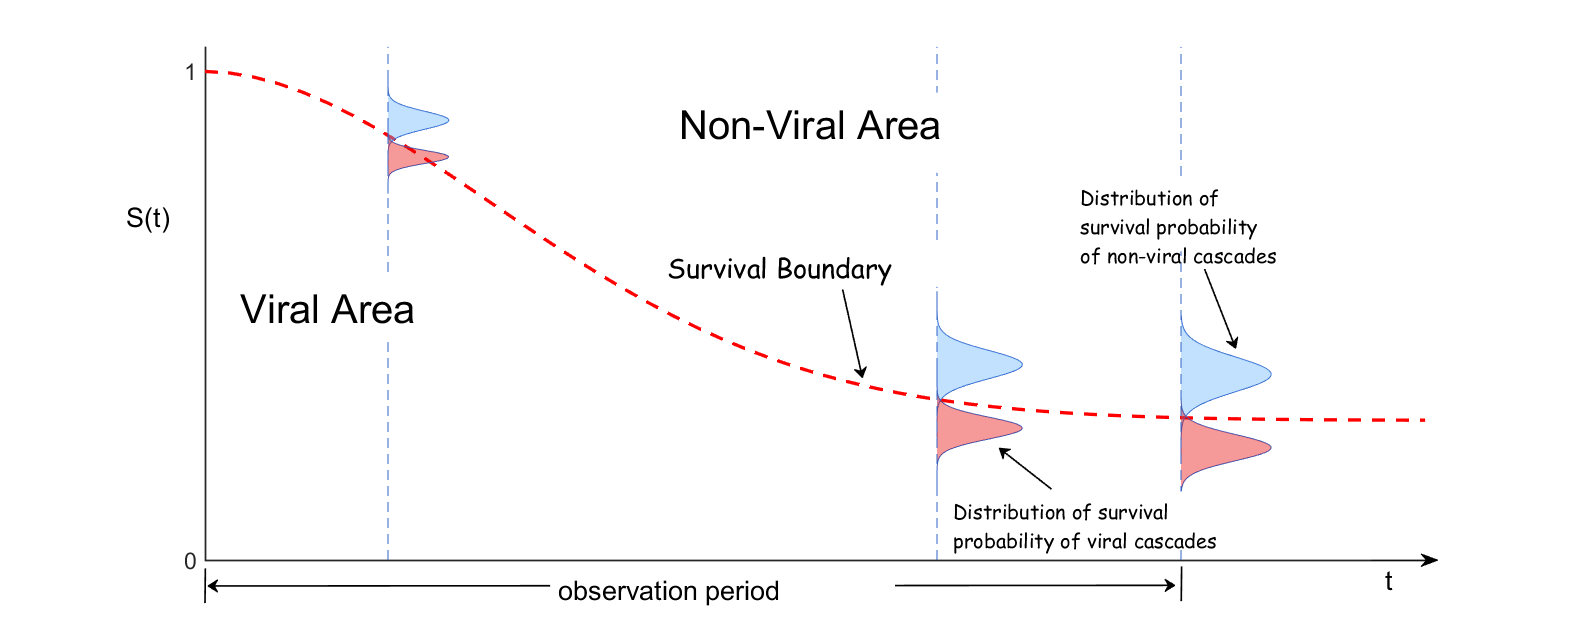 1
Non-Viral Area
Distribution of
survival probability
of non-viral cascades
S(t)
Survival Boundary
Viral Area
Distribution of survival
probability of viral cascades
0
observation period
t